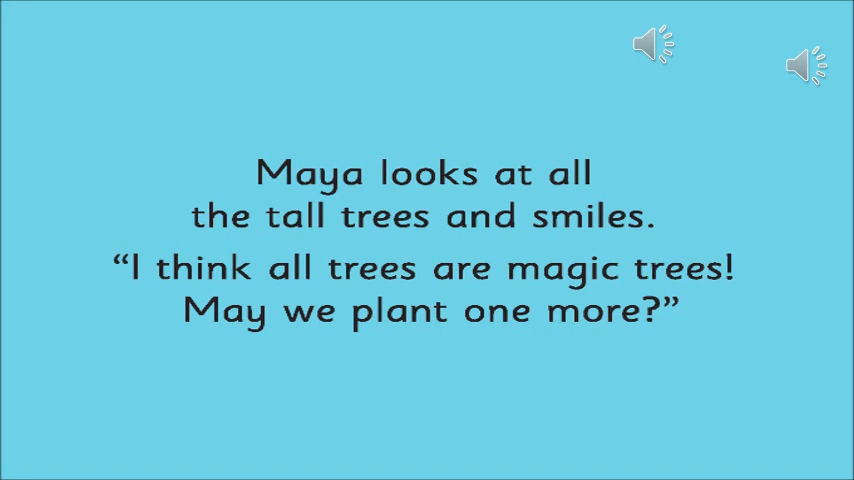 Maya looks at all
the tall trees and smiles.
“I think all trees are magic trees!
May we plant one more?”